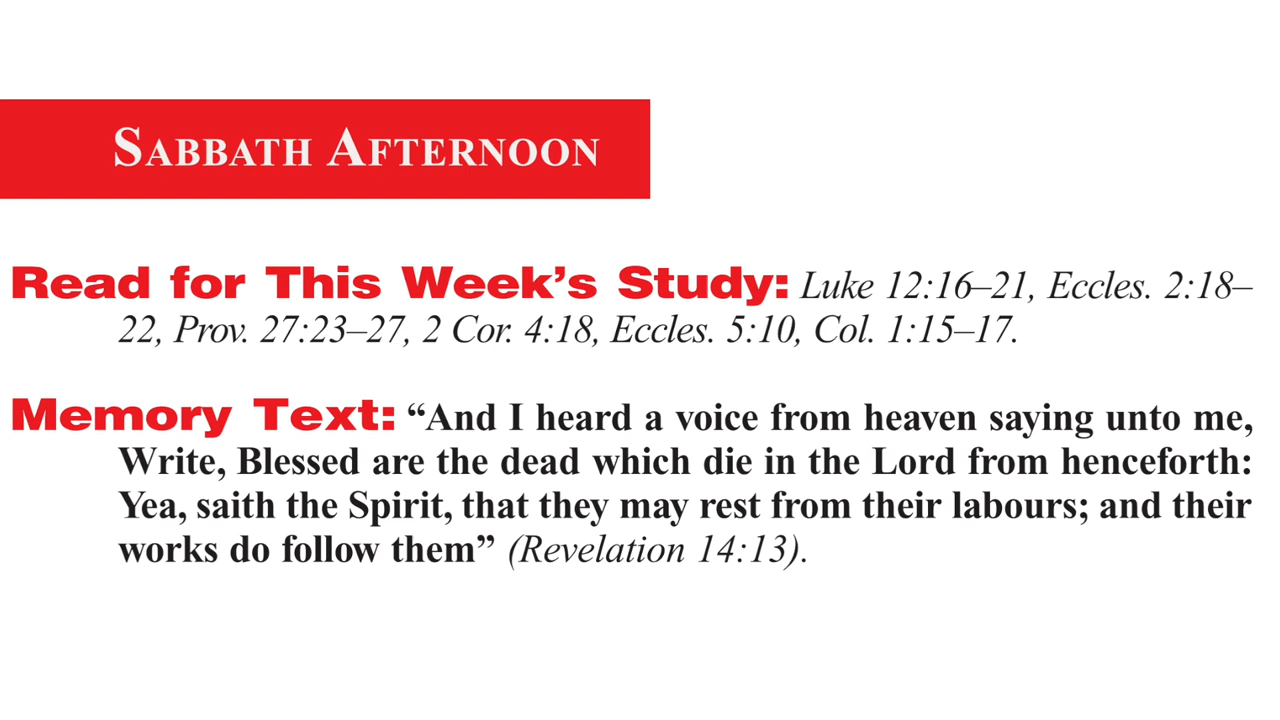 SABBATH AFTERNOON
Read for This Week’s Study: Luke 12:16–21, Eccles. 2:18–
22, Prov. 27:23–27, 2 Cor. 4:18, Eccles. 5:10, Col. 1:15–17.
Memory Text: “And I heard a voice from heaven saying unto me,
Write, Blessed are the dead which die in the Lord from henceforth:
Yea, saith the Spirit, that they may rest from their labours; and their
works do follow them” (Revelation 14:13).